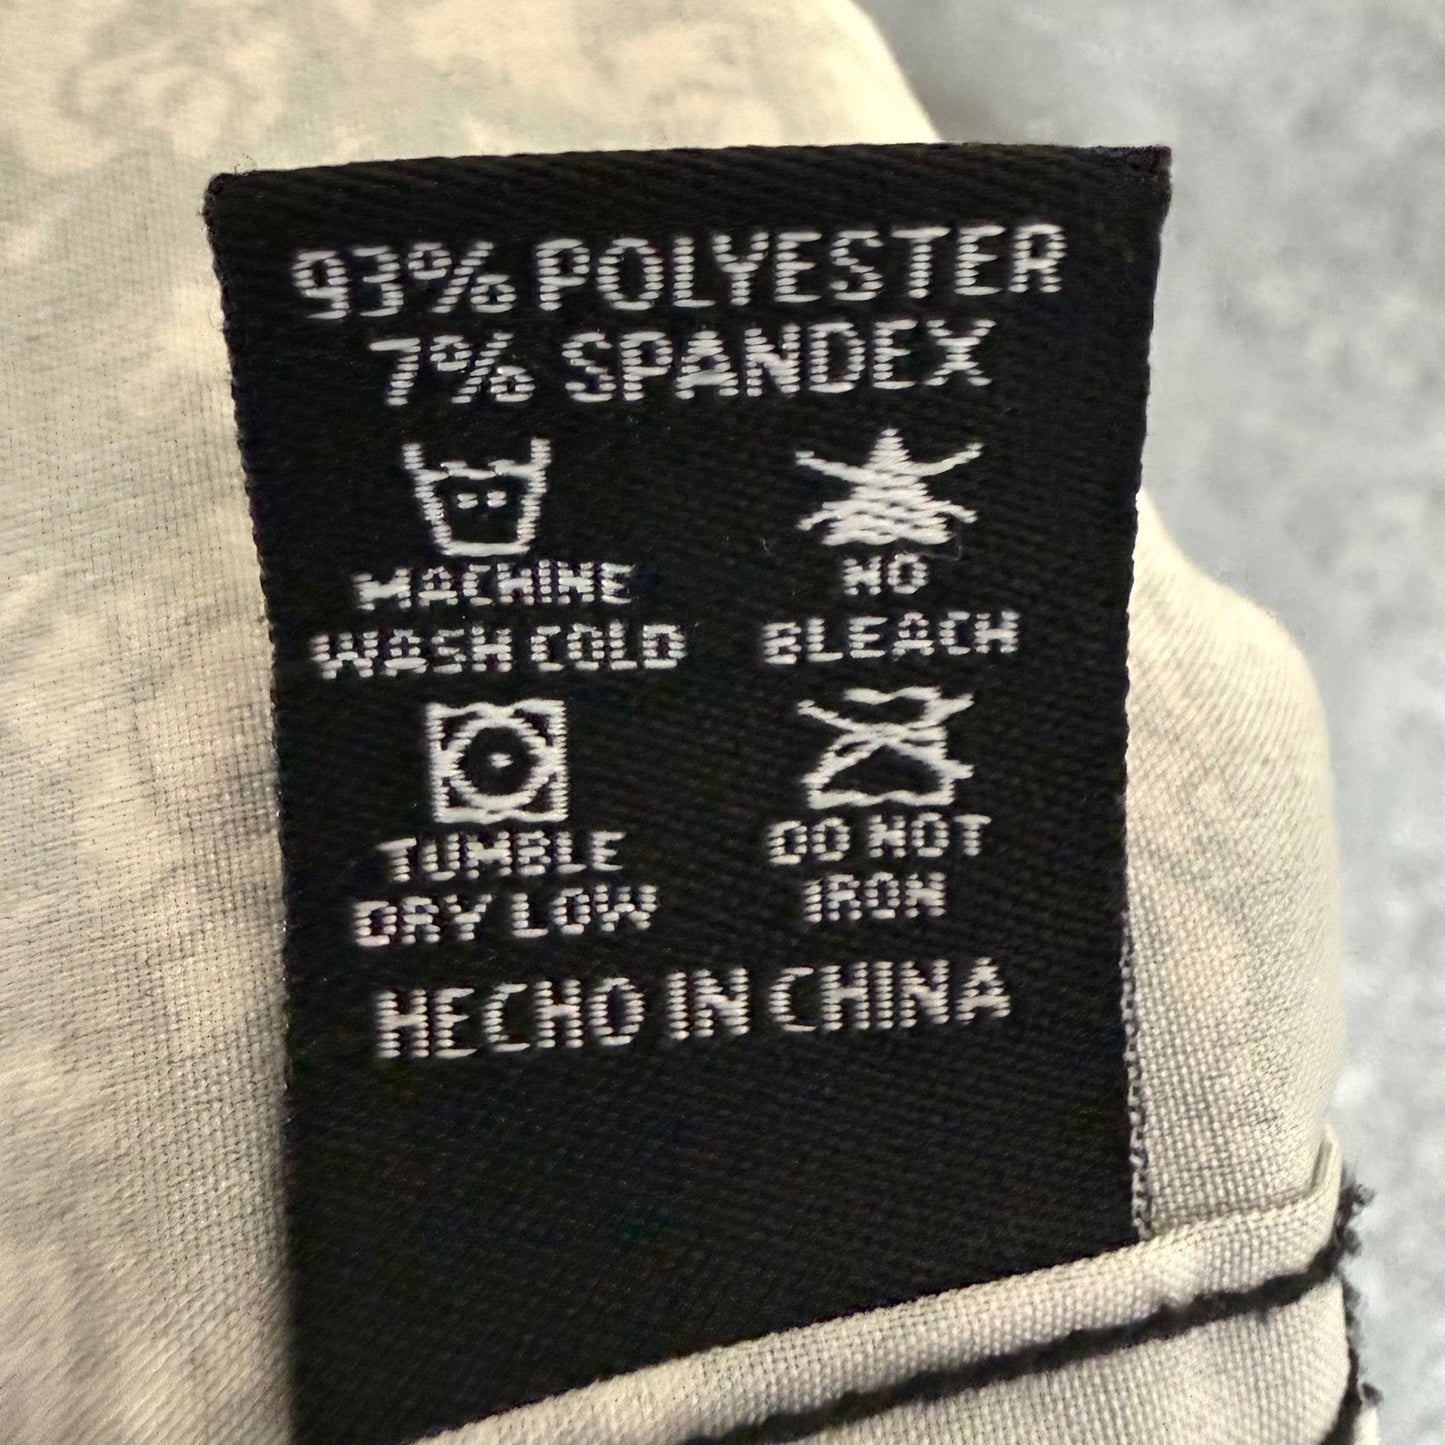 93% POLYESTER
7% SPANDEX
MACHINE
WASH COLD
NO
BLEACH
TUMBLE
DRY LOW
DO NOT
IRON
HECHO IN CHINA